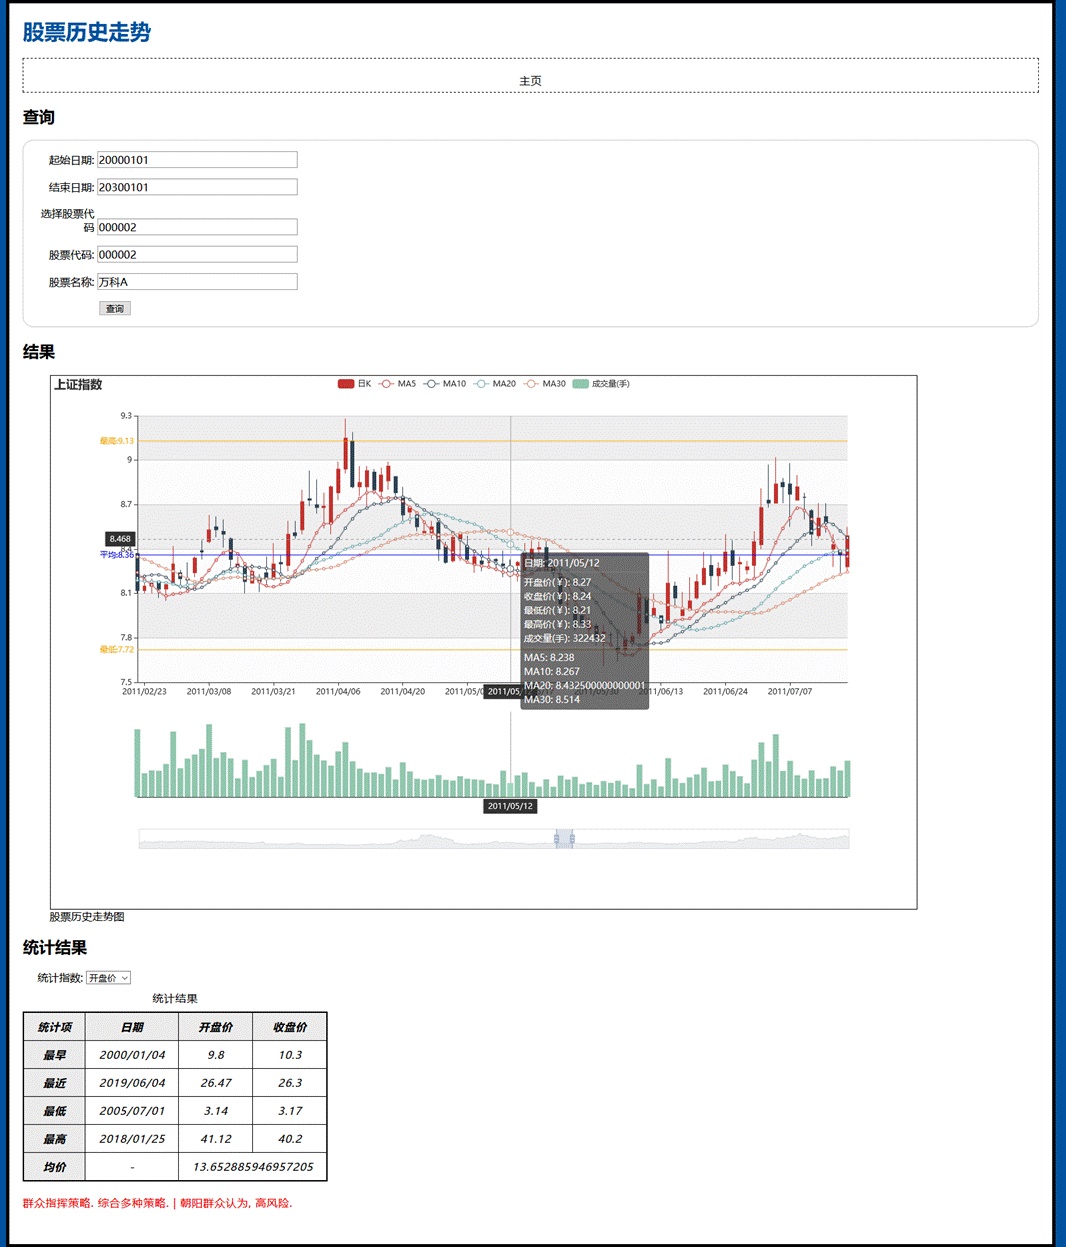 股票历史走势
主页
查询
起始日期: 20000101
结束日期: 20300101
选择股票代
码 000002
股票代码: 000002
股票名称: 万科A
查询
结果
上证指数
日K MA5 MA10 MA20 MA30 成交量(手)
9.3
最高:9.13
9
8.7
8.468
平均:8.36
8.1
7.8
最低:7.72
7.5
日期: 2011/05/12
开盘价(¥): 8.27
收盘价(¥): 8.24
最低价(¥): 8.21
最高价(¥): 8.33
成交量(手): 322432
MA5: 8.238
MA10: 8.267
MA20: 8.432500000000001
MA30: 8.514
2011/02/23 2011/03/08 2011/03/21 2011/04/06 2011/04/20 2011/06/13 2011/06/24 2011/07/07
2011/05/12
股票历史走势图
统计结果
统计指数: 开盘价
统计结果
统计项 日期 开盘价 收盘价
最早 2000/01/04 9.8 10.3
最近 2019/06/04 26.47 26.3
最低 2005/07/01 3.14 3.17
最高 2018/01/25 41.12 40.2
均价 - 13.652885946957205
群众指挥策略. 综合多种策略. | 朝阳群众认为, 高风险.